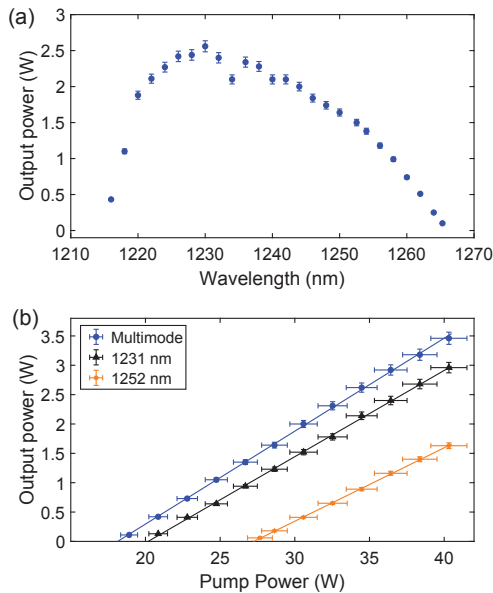 (a)
Output power (W)
3
2.5
2
1.5
1
0.5
0
1210 1220 1230 1240 1250 1260 1270
Wavelength (nm)
(b)
Multimode
1231 nm
1252 nm
Output power (W)
3.5
3
2.5
2
1.5
1
0.5
0
20 25 30 35 40
Pump Power (W)